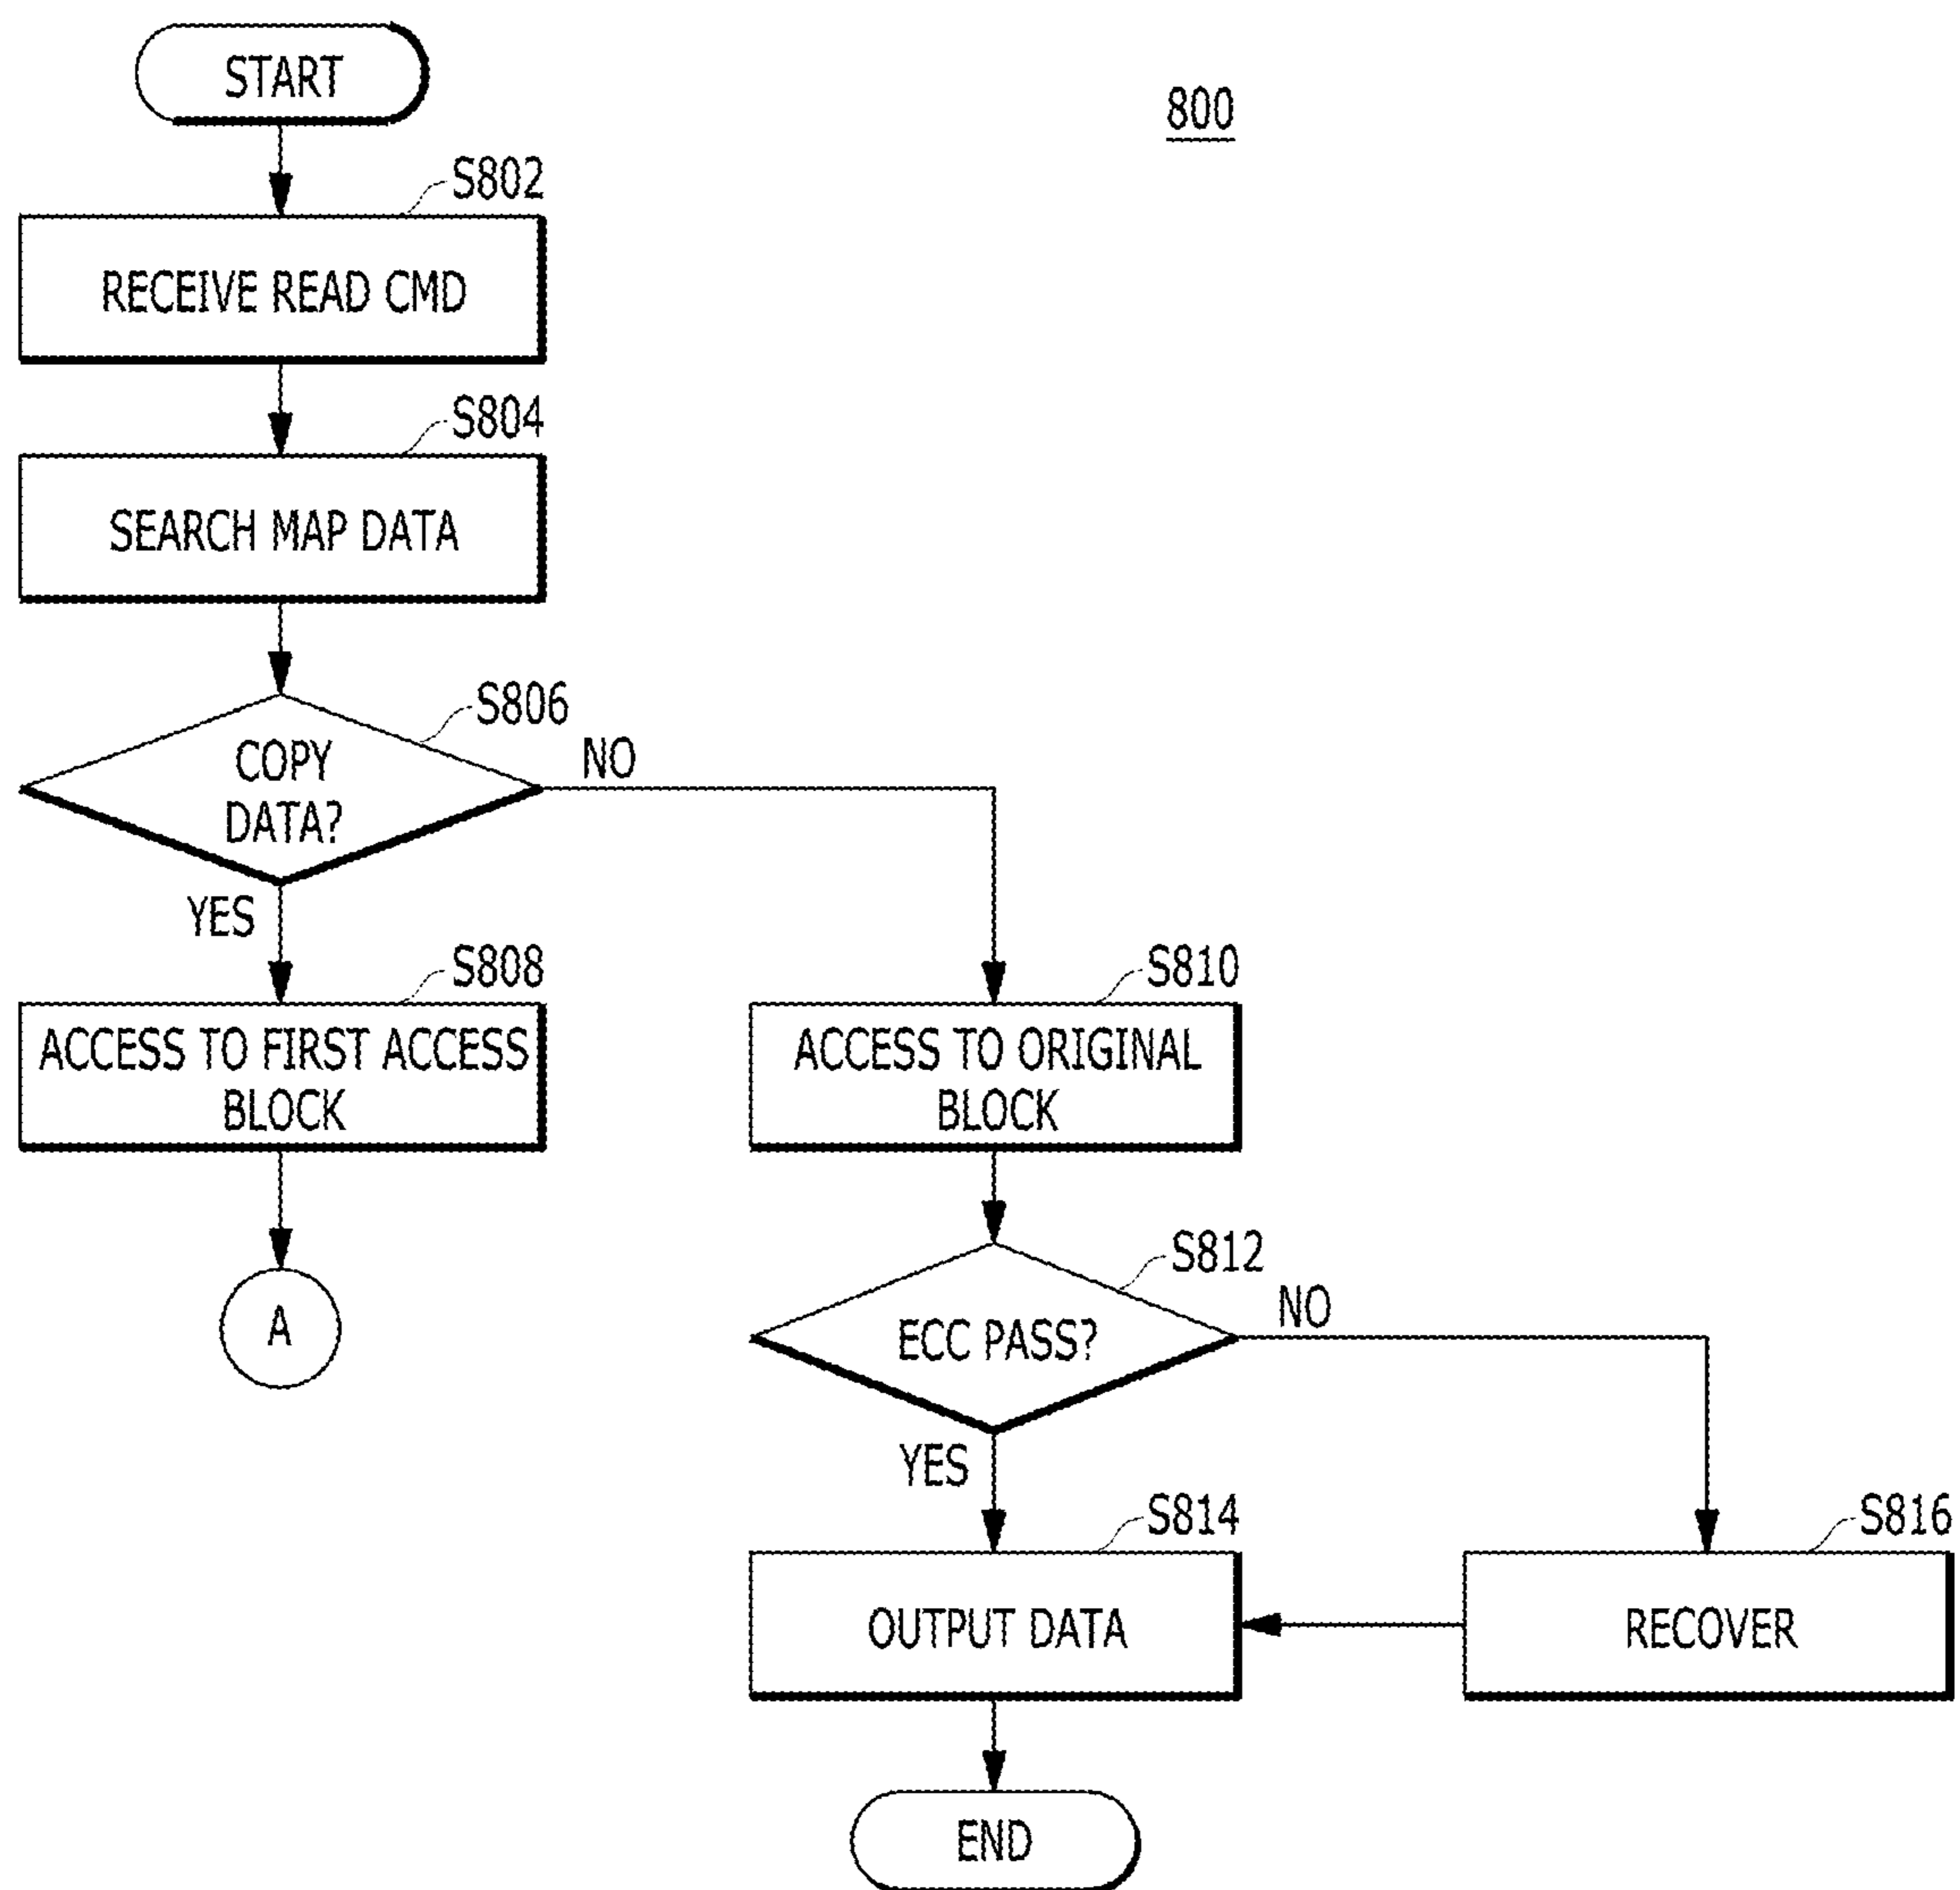 START
800
S802
RECEIVE READ CMD
S804
SEARCH MAP DATA
S806
COPY
DATA?
NO
YES
S808
ACCESS TO FIRST ACCESS
BLOCK
A
S810
ACCESS TO ORIGINAL
BLOCK
S812
ECC PASS?
NO
YES
S814
OUTPUT DATA
S816
RECOVER
END